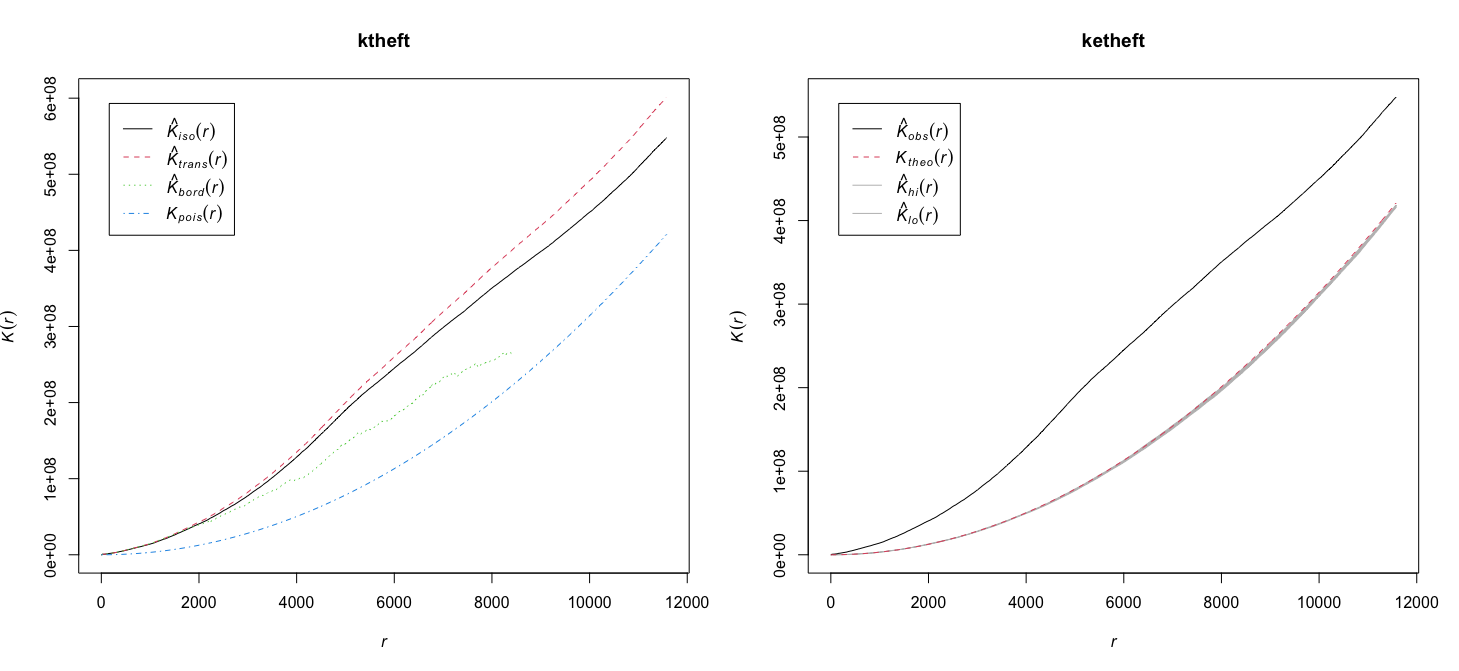 ktheft
K(r)
6e+08
5e+08
4e+08
3e+08
2e+08
1e+08
0e+00
K̂iso(r)
K̂trans(r)
K̂bord(r)
Kpois(r)
0 2000 4000 6000 8000 10000 12000
r
ketheft
K(r)
5e+08
4e+08
3e+08
2e+08
1e+08
0e+00
K̂obs(r)
Ktheo(r)
K̂hi(r)
K̂lo(r)
0 2000 4000 6000 8000 10000 12000
r